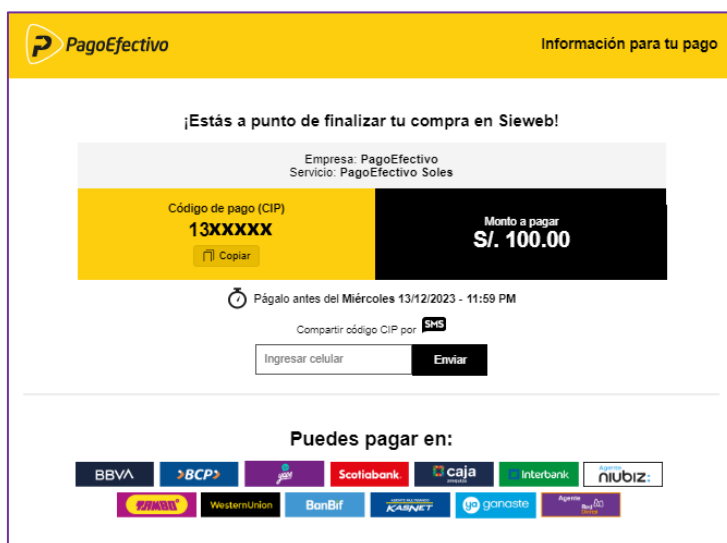 PagoEfectivo
Información para tu pago
¡Estás a punto de finalizar tu compra en Sieweb!
Empresa: PagoEfectivo
Servicio: PagoEfectivo Soles
Código de pago (CIP)
13XXXXX
Copiar
Monto a pagar
S/. 100.00
Págalo antes del Miércoles 13/12/2023 - 11:59 PM
Compartir código CIP por SMS
Ingresar celular
Enviar
Puedes pagar en:
BBVA >BCP> yape Scotiabank. caja Interbank Agente niubiz:
TAMBO WesternUnion BanBif KASNET ya ganaste Agente Red